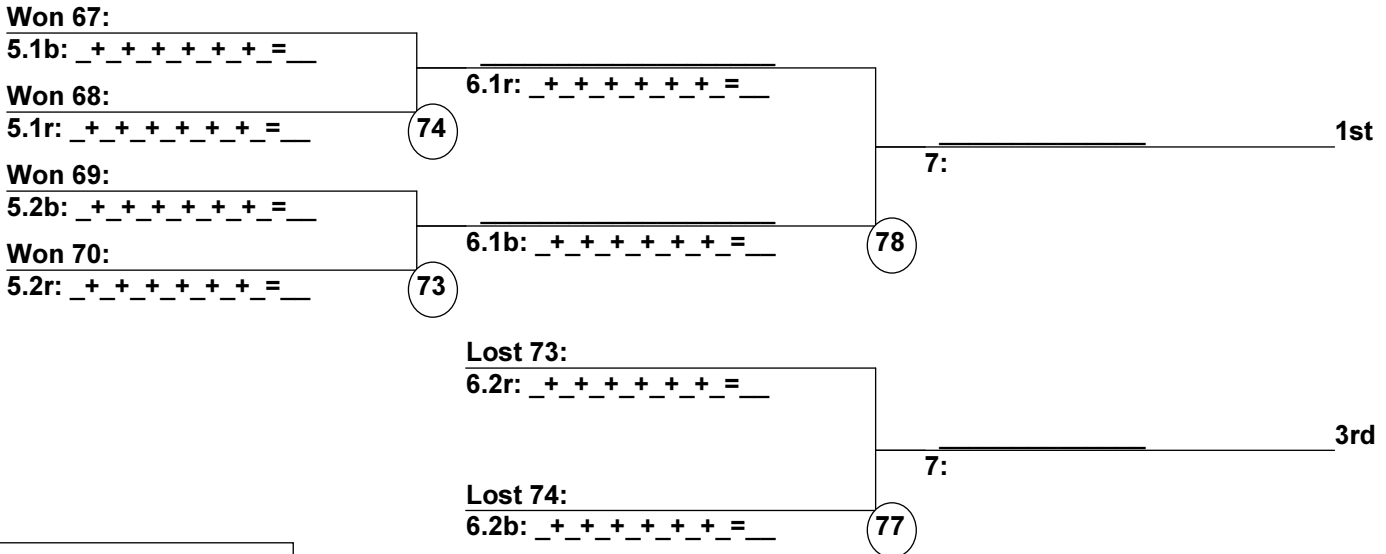 Won 67:
5.1b: _+_+_+_+_+_=__
Won 68:
5.1r: _+_+_+_+_+_=__
74
Won 69:
5.2b: _+_+_+_+_+_=__
Won 70:
5.2r: _+_+_+_+_+_=__
73
6.1r: _+_+_+_+_+_=__
6.1b: _+_+_+_+_+_=__
78
7:
1st
Lost 73:
6.2r: _+_+_+_+_+_=__
Lost 74:
6.2b: _+_+_+_+_+_=__
77
7:
3rd